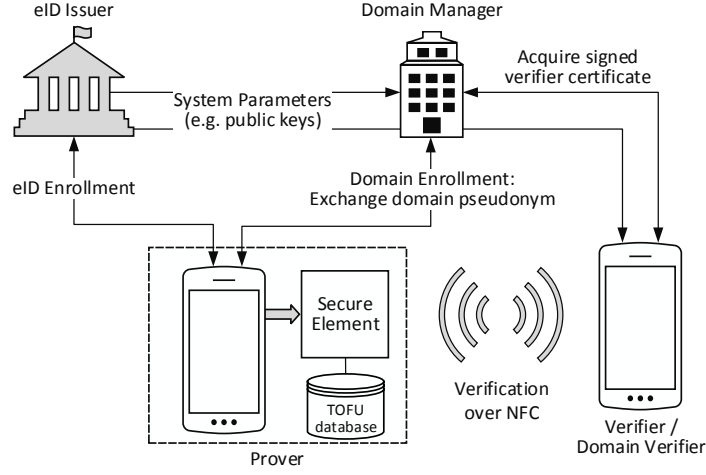 eID Issuer
Domain Manager
Acquire signed
verifier certificate
System Parameters
(e.g. public keys)
eID Enrollment
Domain Enrollment:
Exchange domain pseudonym
Secure
Element
TOFU
database
Prover
Verification
over NFC
Verifier /
Domain Verifier